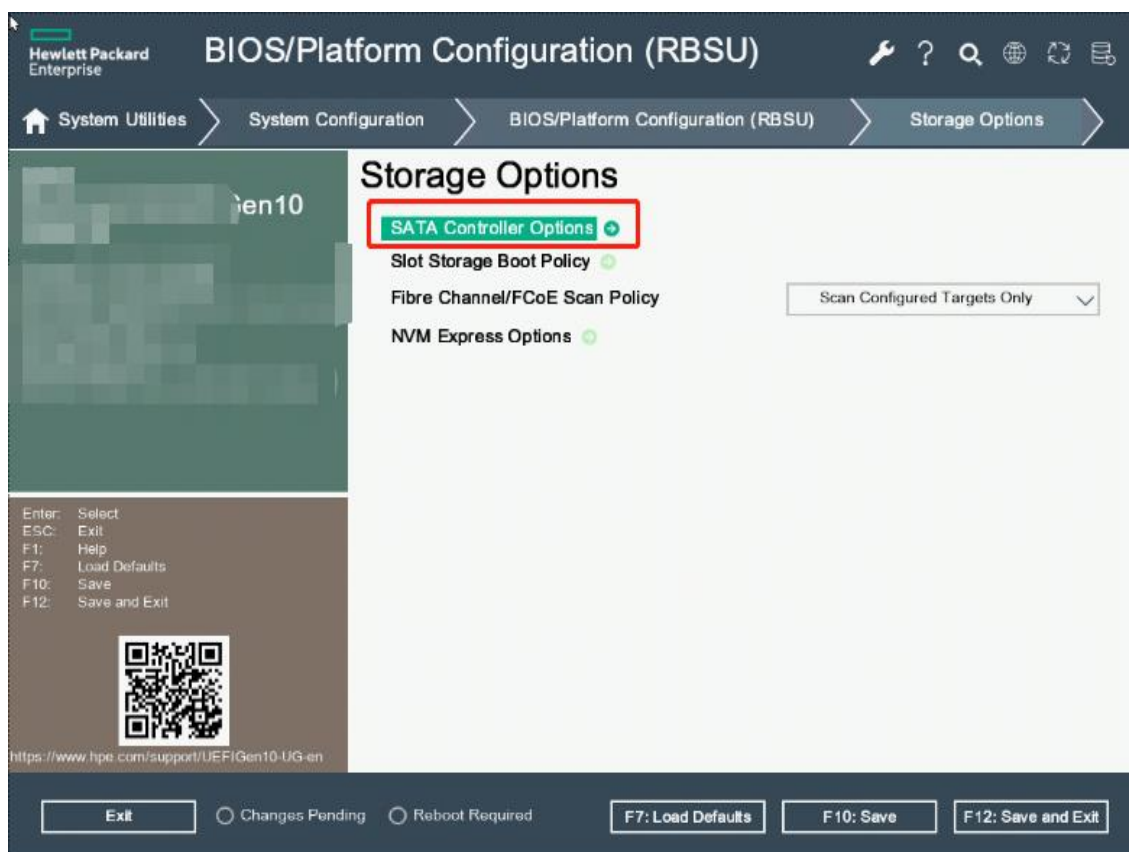 Hewlett Packard
Enterprise
BIOS/Platform Configuration (RBSU)
System Utilities
System Configuration
BIOS/Platform Configuration (RBSU)
Storage Options
Gen10
Storage Options
SATA Controller Options
Slot Storage Boot Policy
Fibre Channel/FCoE Scan Policy
Scan Configured Targets Only
NVM Express Options
Enter: Select
ESC: Exit
F1: Help
F7: Load Defaults
F10: Save
F12: Save and Exit
https://www.hpe.com/support/UEFIGen10-UG-en
Exit
Changes Pending
Reboot Required
F7: Load Defaults
F10: Save
F12: Save and Exit